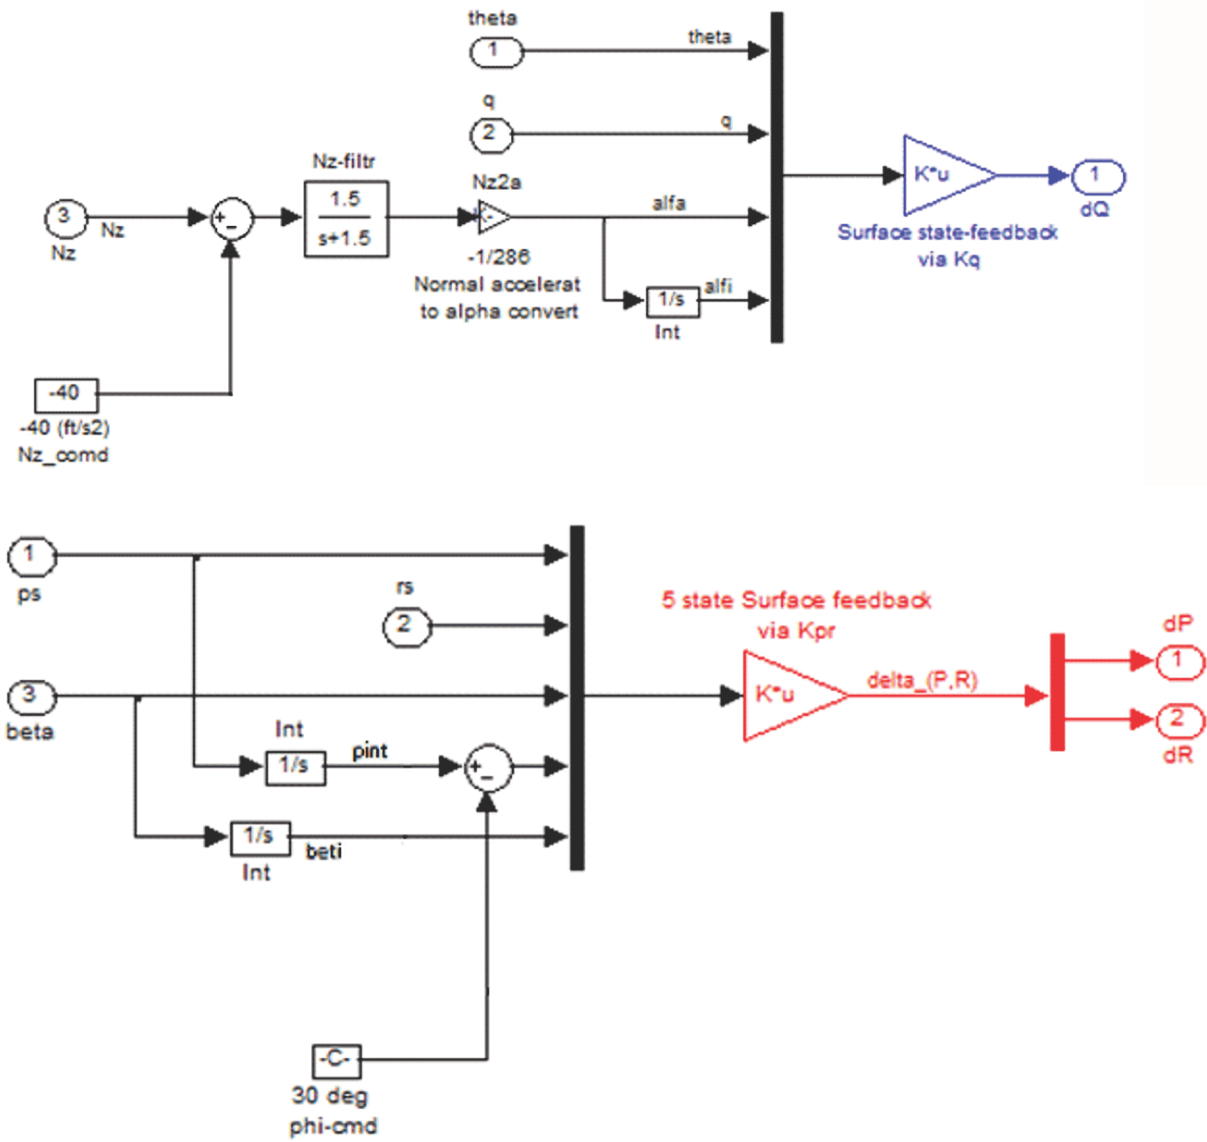 theta
1
theta
q
2
q
Nz-filtr
1.5
s+1.5
Nz2a
3
Nz
Nz
+
−
alfa
K*u
1
dQ
Surface state-feedback
via Kq
-1/286
Normal accelerat
to alpha convert
1/s
alfi
Int
-40
-40 (ft/s2)
Nz_comd
1
ps
rs
2
5 state Surface feedback
via Kpr
dP
1
3
beta
K*u
delta_(P,R)
2
dR
Int
1/s
pint
+
−
1/s
beti
Int
-C-
30 deg
phi-cmd